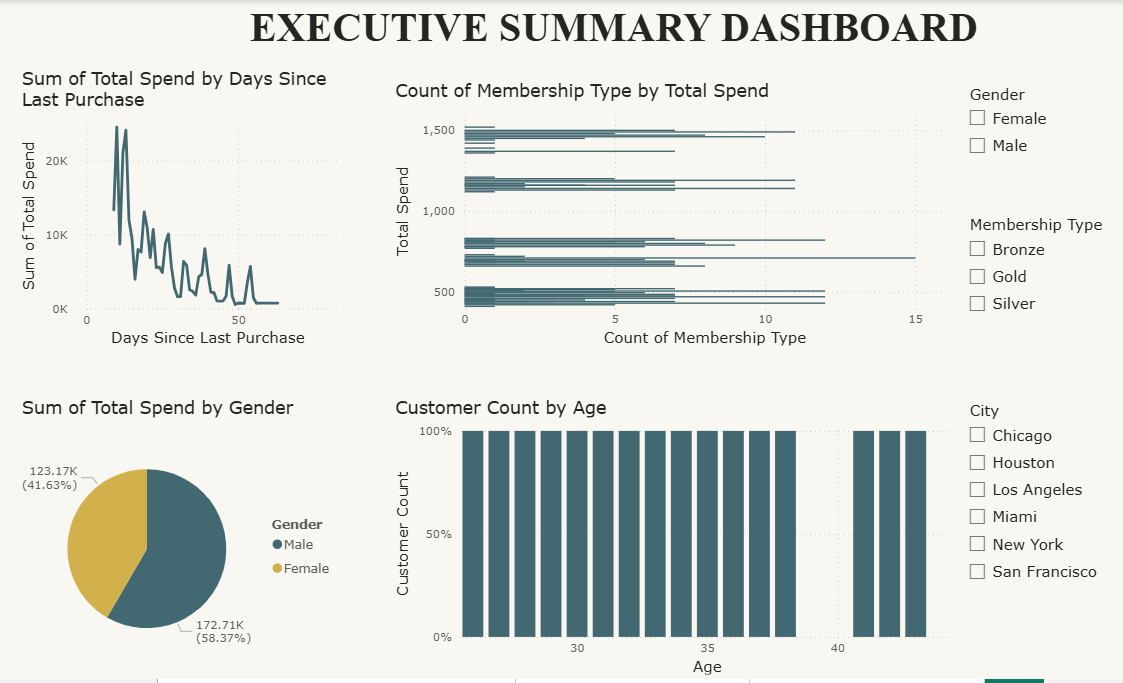 EXECUTIVE SUMMARY DASHBOARD
Sum of Total Spend by Days Since
Last Purchase
Sum of Total Spend
20K
10K
0K
0
50
Days Since Last Purchase
Count of Membership Type by Total Spend
Total Spend
1,500
1,000
500
0
5
10
15
Count of Membership Type
Gender
Female
Male
Membership Type
Bronze
Gold
Silver
Sum of Total Spend by Gender
123.17K
(41.63%)
172.71K
(58.37%)
Gender
Male
Female
Customer Count by Age
Customer Count
100%
50%
0%
30
35
40
Age
City
Chicago
Houston
Los Angeles
Miami
New York
San Francisco